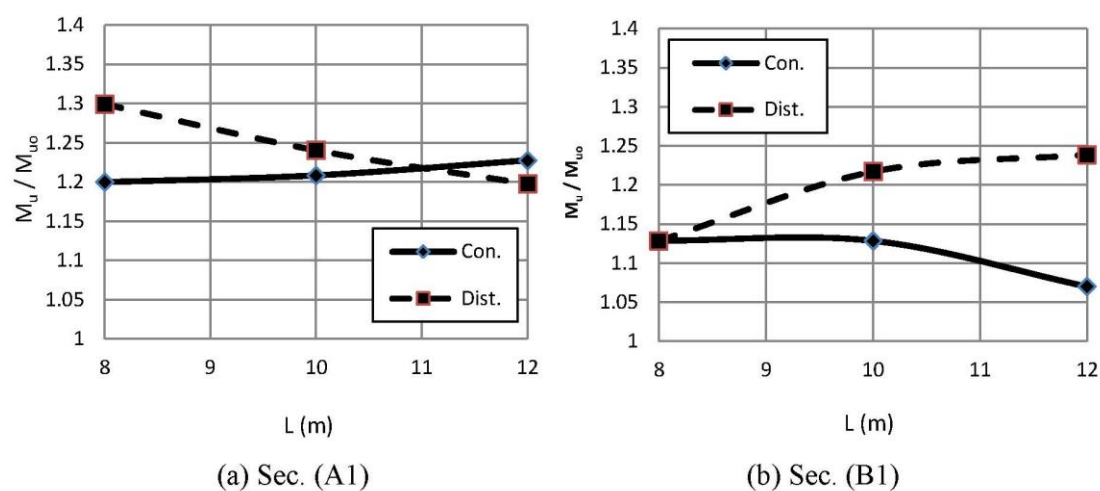 1.4
1.35
1.3
1.25
1.2
1.15
1.1
1.05
1
Mu / Muo
Con.
Dist.
8 9 10 11 12
L (m)
(a) Sec. (A1)
1.4
1.35
1.3
1.25
1.2
1.15
1.1
1.05
1
Mu / Muo
Con.
Dist.
8 9 10 11 12
L (m)
(b) Sec. (B1)